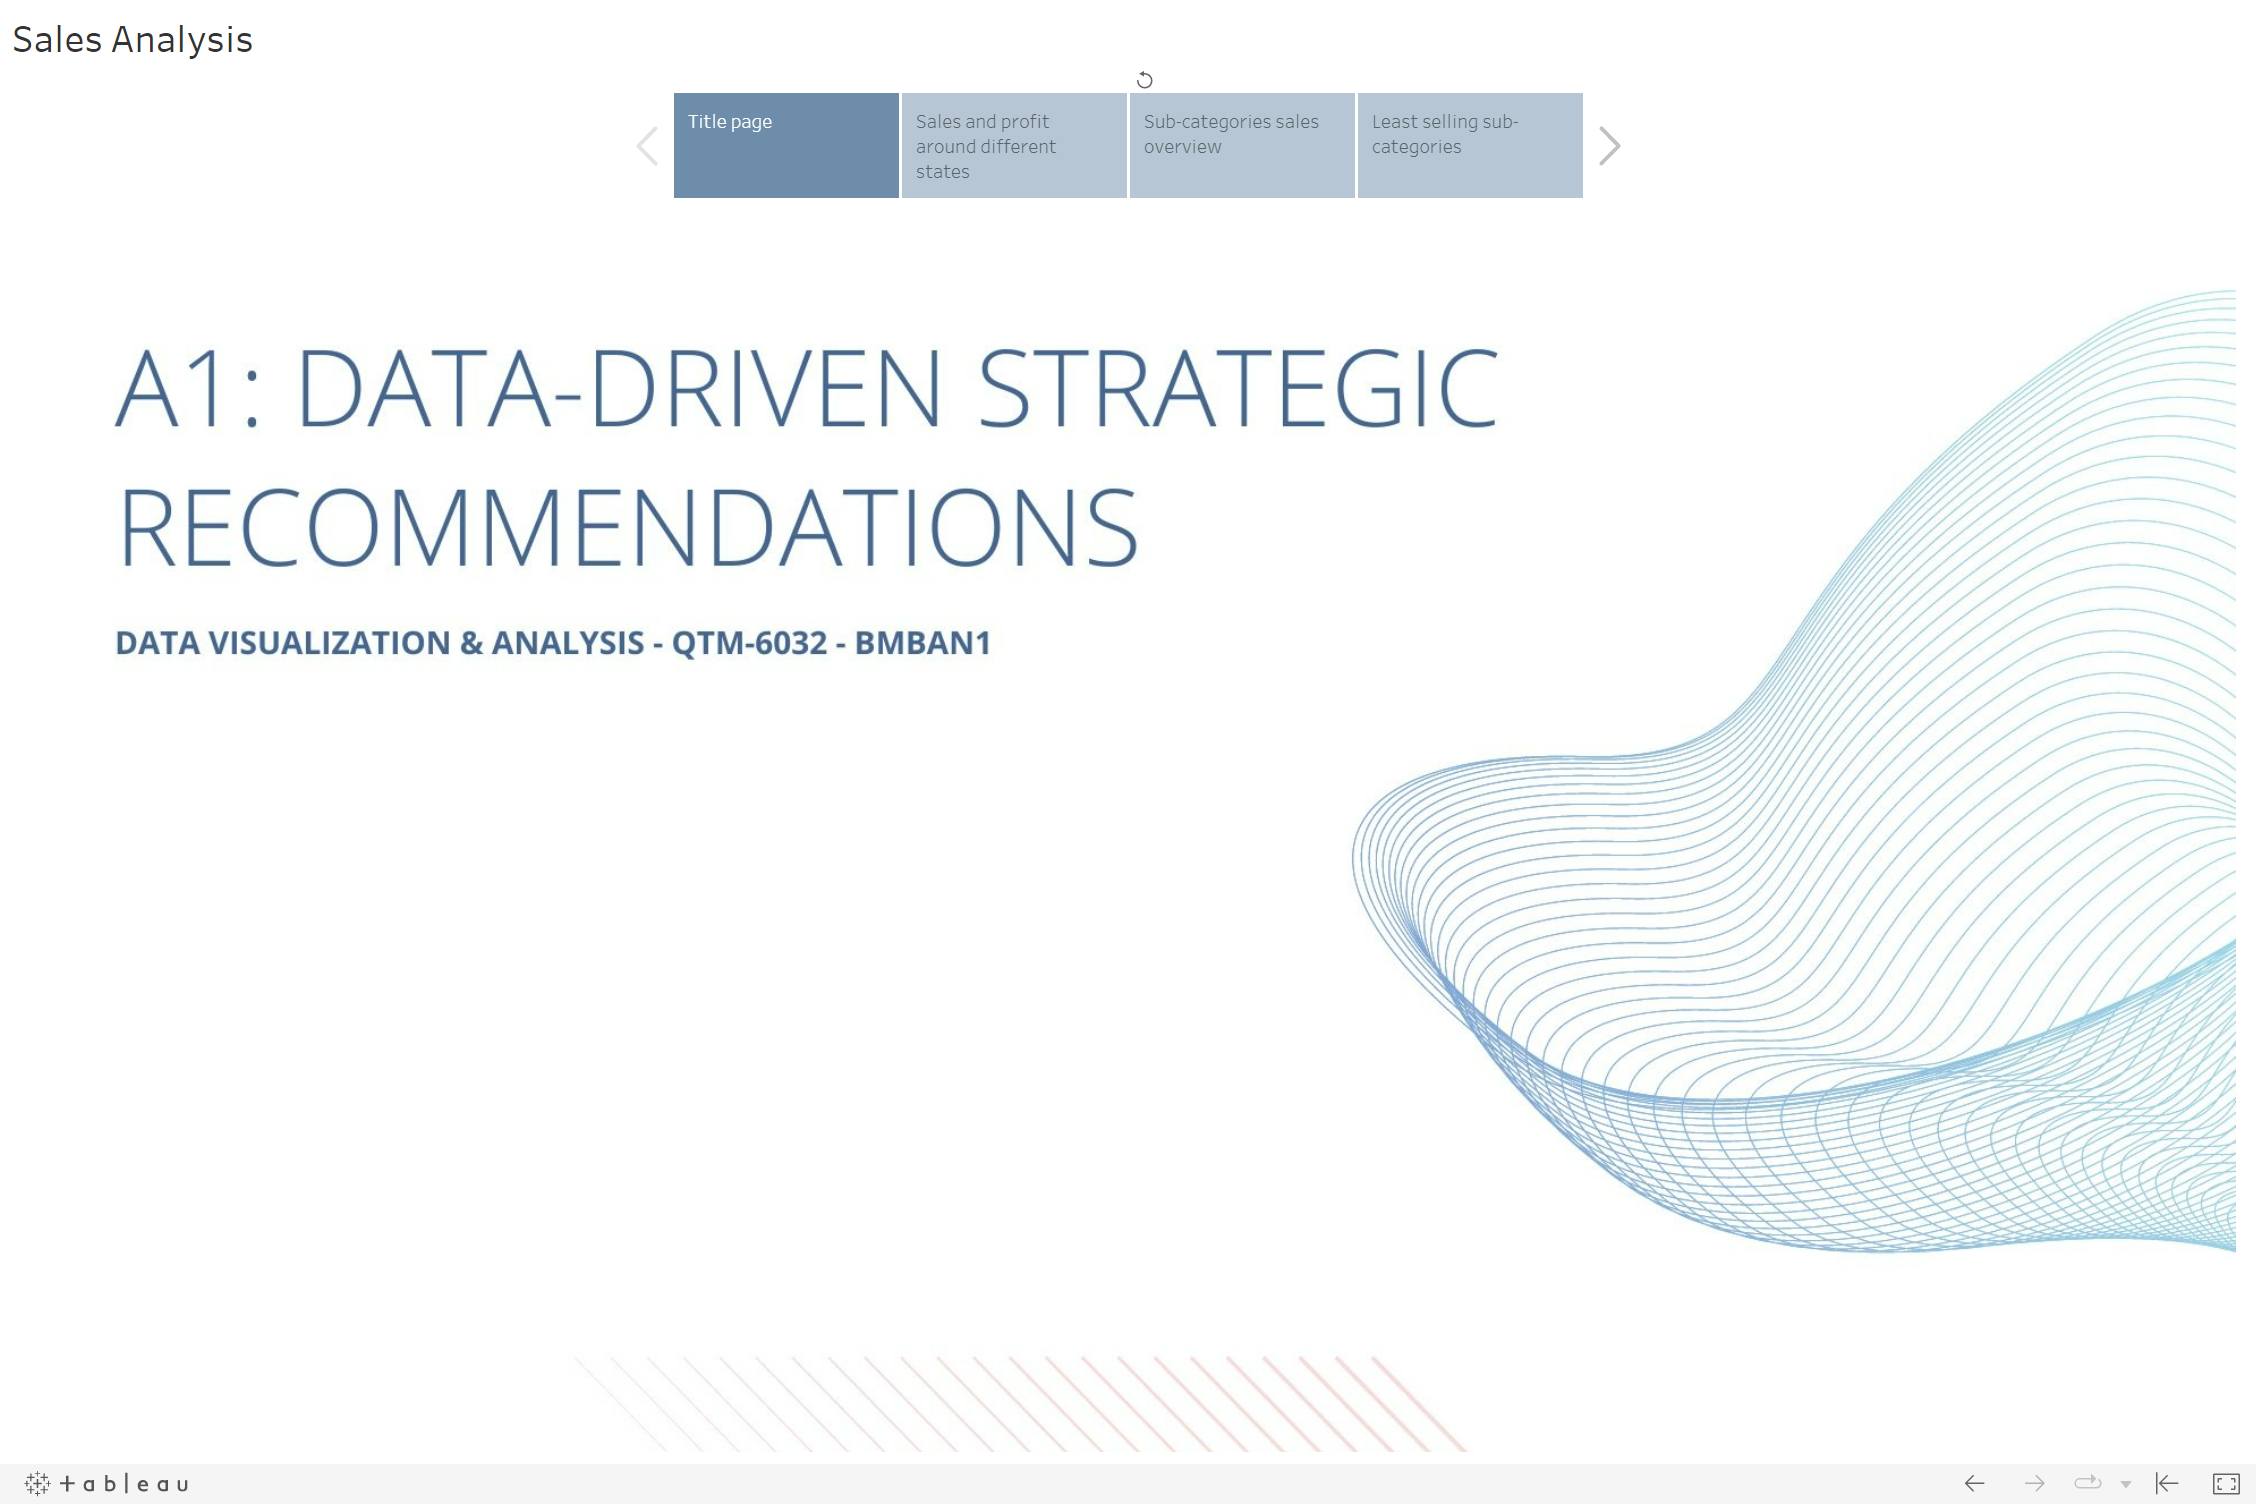 Sales Analysis
Title page
Sales and profit
around different
states
Sub-categories sales
overview
Least selling sub-
categories
A1: DATA-DRIVEN STRATEGIC
RECOMMENDATIONS
DATA VISUALIZATION & ANALYSIS - QTM-6032 - BMBAN1
+ableau